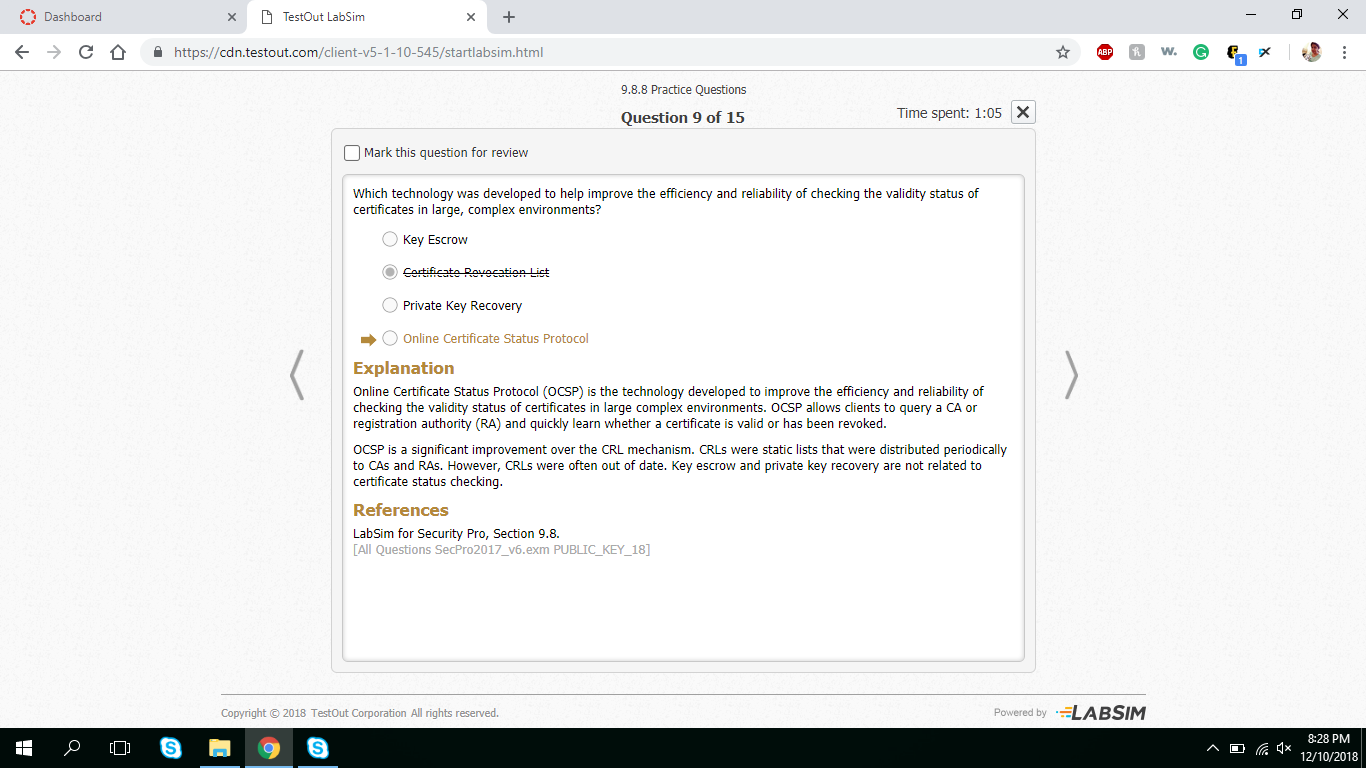 Dashboard
TestOut LabSim
https://cdn.testout.com/client-v5-1-10-545/startlabsim.html
ABP
w.
1
9.8.8 Practice Questions
Question 9 of 15
Time spent: 1:05
Mark this question for review
Which technology was developed to help improve the efficiency and reliability of checking the validity status of
certificates in large, complex environments?
Key Escrow
Certificate Revocation List
Private Key Recovery
Online Certificate Status Protocol
Explanation
Online Certificate Status Protocol (OCSP) is the technology developed to improve the efficiency and reliability of
checking the validity status of certificates in large complex environments. OCSP allows clients to query a CA or
registration authority (RA) and quickly learn whether a certificate is valid or has been revoked.
OCSP is a significant improvement over the CRL mechanism. CRLs were static lists that were distributed periodically
to CAs and RAs. However, CRLs were often out of date. Key escrow and private key recovery are not related to
certificate status checking.
References
LabSim for Security Pro, Section 9.8.
[All Questions SecPro2017_v6.exm PUBLIC_KEY_18]
Copyright © 2018 TestOut Corporation All rights reserved.
Powered by LABSIM
8:28 PM
12/10/2018